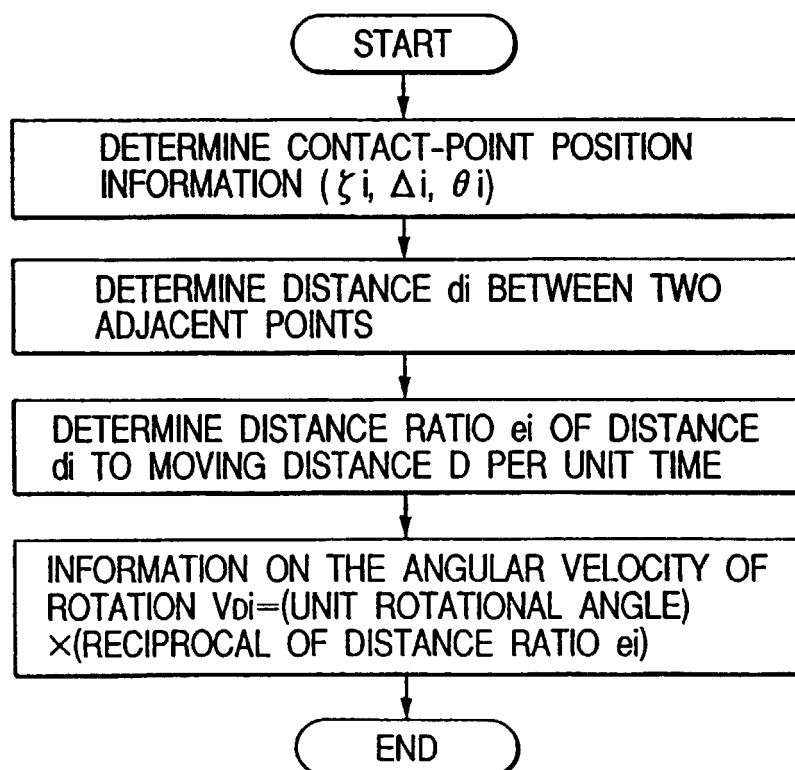 START
DETERMINE CONTACT-POINT POSITION
INFORMATION (ζi, Δi, θi)
DETERMINE DISTANCE di BETWEEN TWO
ADJACENT POINTS
DETERMINE DISTANCE RATIO ei OF DISTANCE
di TO MOVING DISTANCE D PER UNIT TIME
INFORMATION ON THE ANGULAR VELOCITY OF
ROTATION VDi=(UNIT ROTATIONAL ANGLE)
×(RECIPROCAL OF DISTANCE RATIO ei)
END